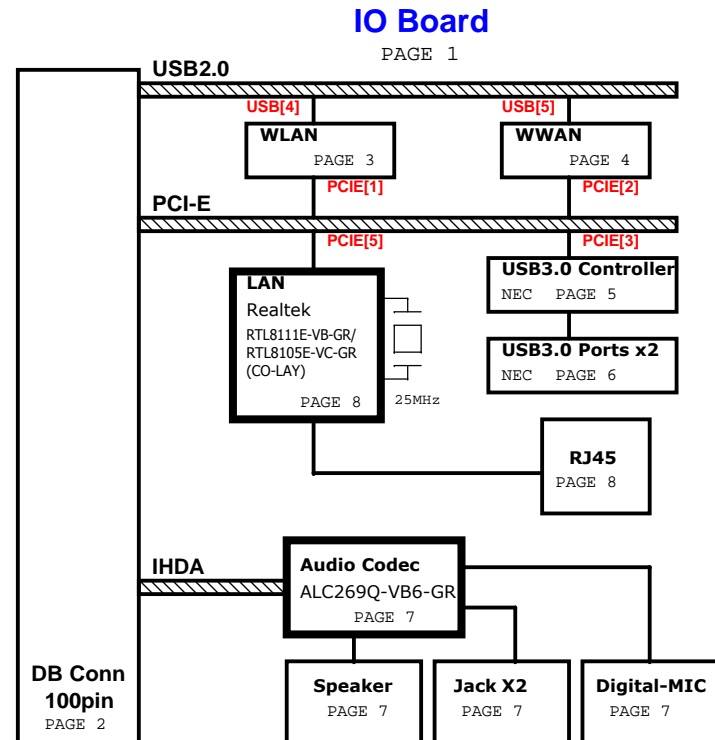 IO Board
PAGE 1
USB2.0
USB[4]
USB[5]
WLAN
PAGE 3
WWAN
PAGE 4
PCIE[1]
PCIE[2]
PCI-E
PCIE[5]
PCIE[3]
LAN
Realtek
RTL8111E-VB-GR/
RTL8105E-VC-GR
(CO-LAY)
PAGE 8
25MHz
USB3.0 Controller
NEC PAGE 5
USB3.0 Ports x2
NEC PAGE 6
RJ45
PAGE 8
IHDA
Audio Codec
ALC269Q-VB6-GR
PAGE 7
DB Conn
100pin
PAGE 2
Speaker
PAGE 7
Jack X2
PAGE 7
Digital-MIC
PAGE 7